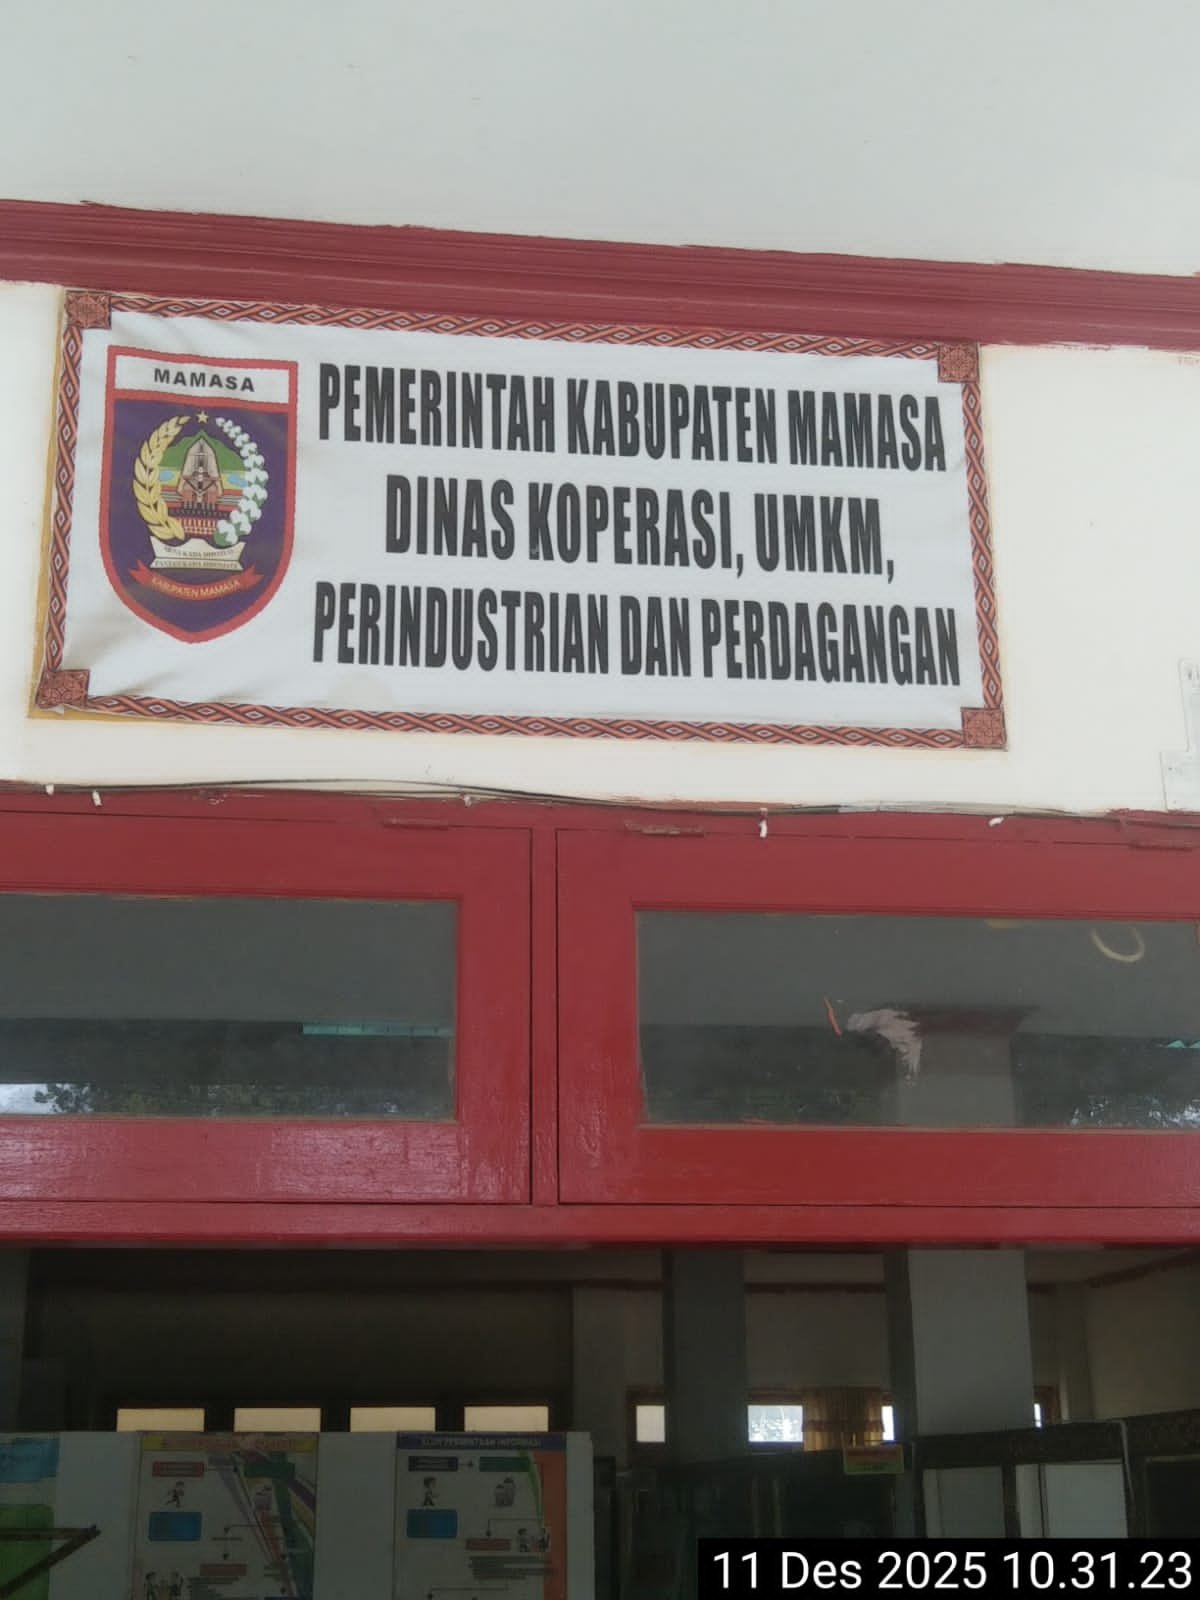 MAMASA
PEMERINTAH KABUPATEN MAMASA
DINAS KOPERASI, UMKM,
PERINDUSTRIAN DAN PERDAGANGAN
KABUPATEN MAMASA
11 Des 2025 10.31.23